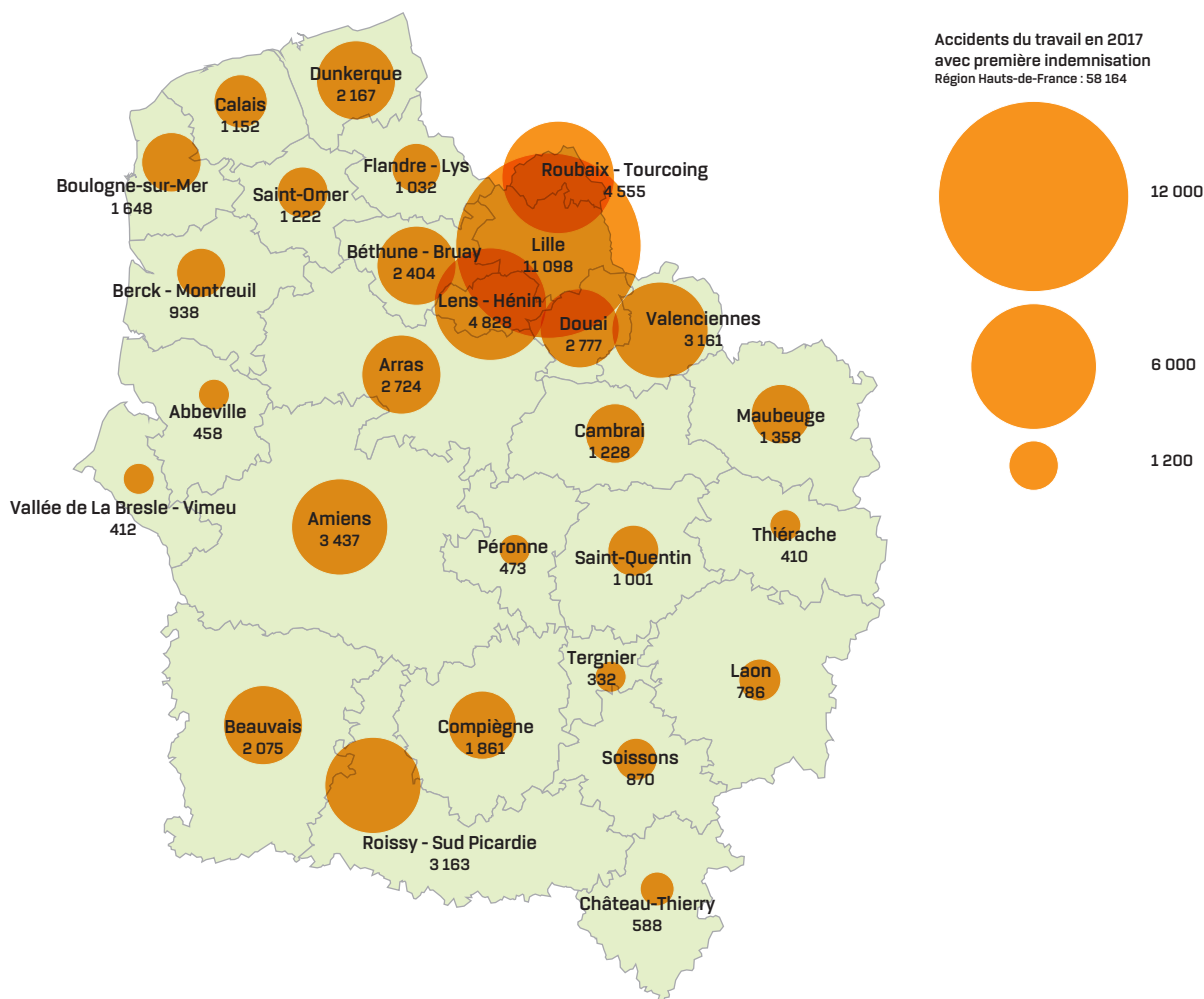 Accidents du travail en 2017
avec première indemnisation
Région Hauts-de-France : 58 164
12 000
6 000
1 200
Dunkerque
2 167
Calais
1 152
Boulogne-sur-Mer
1 648
Saint-Omer
1 222
Flandre - Lys
1 032
Roubaix - Tourcoing
4 555
Lille
11 098
Béthune - Bruay
2 404
Berck - Montreuil
938
Lens - Hénin
4 828
Douai
2 777
Valenciennes
3 161
Arras
2 724
Abbeville
458
Cambrai
1 228
Maubeuge
1 358
Vallée de La Bresle - Vimeu
412
Amiens
3 437
Péronne
473
Saint-Quentin
1 001
Thiérache
410
Tergnier
332
Laon
786
Beauvais
2 075
Compiègne
1 861
Soissons
870
Roissy - Sud Picardie
3 163
Château-Thierry
588